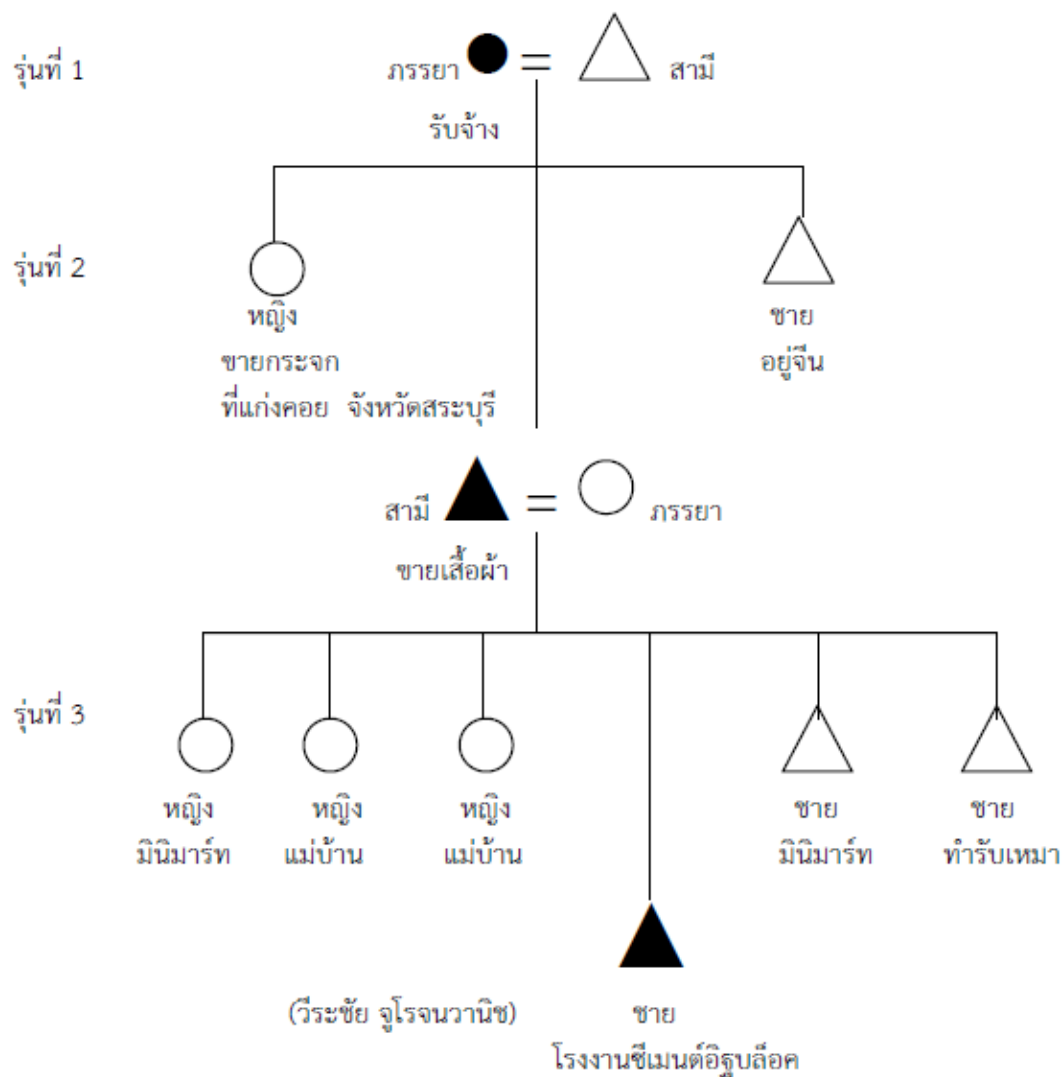 รุ่นที่ 1
ภรรยา = สามี
รับจ้าง
รุ่นที่ 2
หญิง ชาย
ขายกระจก อยู่จีน
ที่แก่งคอย จังหวัดสระบุรี
สามี = ภรรยา
ขายเสื้อผ้า
รุ่นที่ 3
หญิง หญิง หญิง ชาย ชาย
มินิมาร์ท แม่บ้าน แม่บ้าน มินิมาร์ท ทำรับเหมา
(วีระชัย จูโรจนวานิช) ชาย
โรงงานซีเมนต์อิฐบล็อค